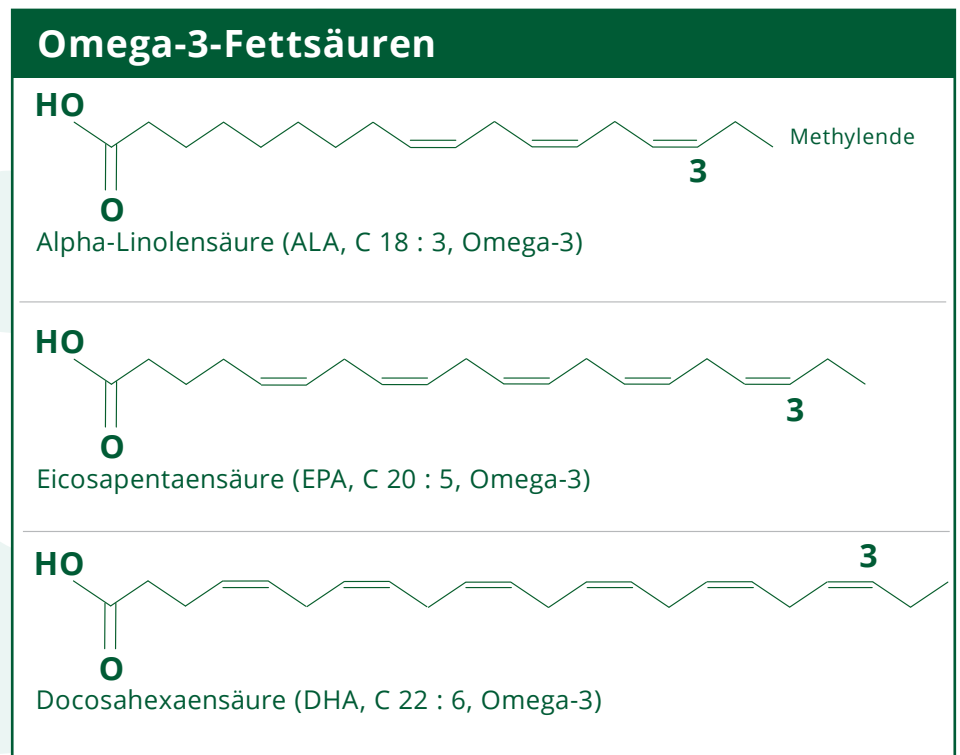 Omega-3-Fettsäuren
HO
Methylende
3
O
Alpha-Linolensäure (ALA, C 18 : 3, Omega-3)
HO
3
O
Eicosapentaensäure (EPA, C 20 : 5, Omega-3)
3
HO
O
Docosahexaensäure (DHA, C 22 : 6, Omega-3)